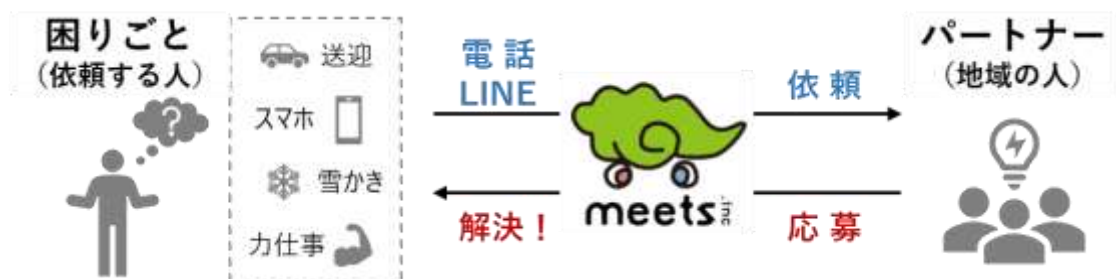 困りごと
（依頼する人）
?
送迎
スマホ
雪かき
力仕事
電話
LINE
解決！
meets.inc
依頼
応募
パートナー
（地域の人）